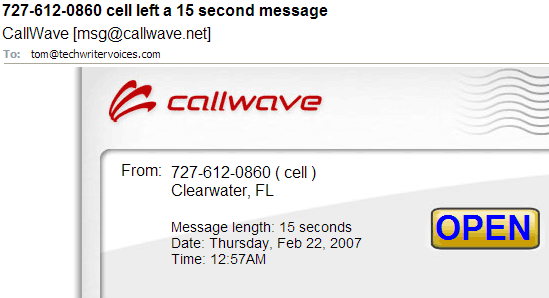 727-612-0860 cell left a 15 second message
CallWave [msg@callwave.net]
To: tom@techwritervoices.com
callwave
From: 727-612-0860 ( cell )
Clearwater, FL
Message length: 15 seconds
Date: Thursday, Feb 22, 2007
Time: 12:57AM
OPEN